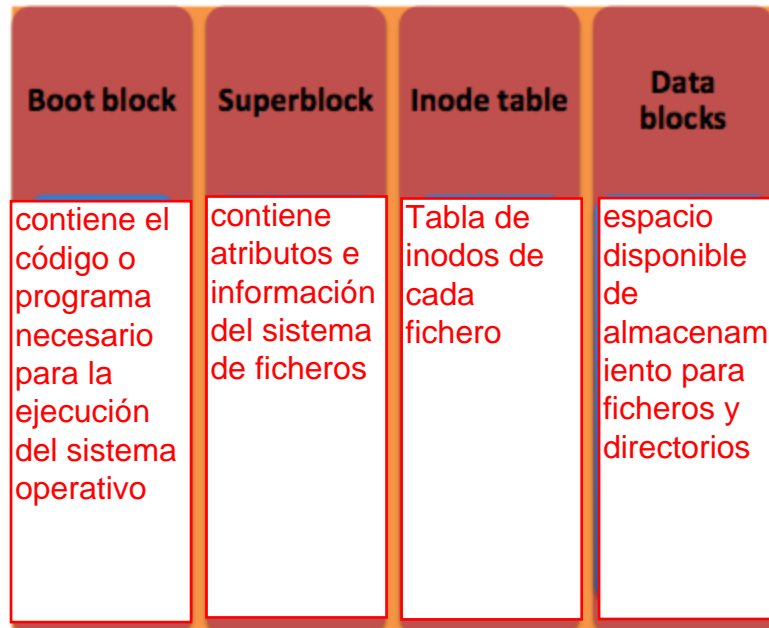 Boot block
Superblock
Inode table
Data
blocks
contiene el
código o
programa
necesario
para la
ejecución
del sistema
operativo
contiene
atributos e
información
del sistema
de ficheros
Tabla de
inodos de
cada
fichero
espacio
disponible
de
almacenam
iento para
ficheros y
directorios